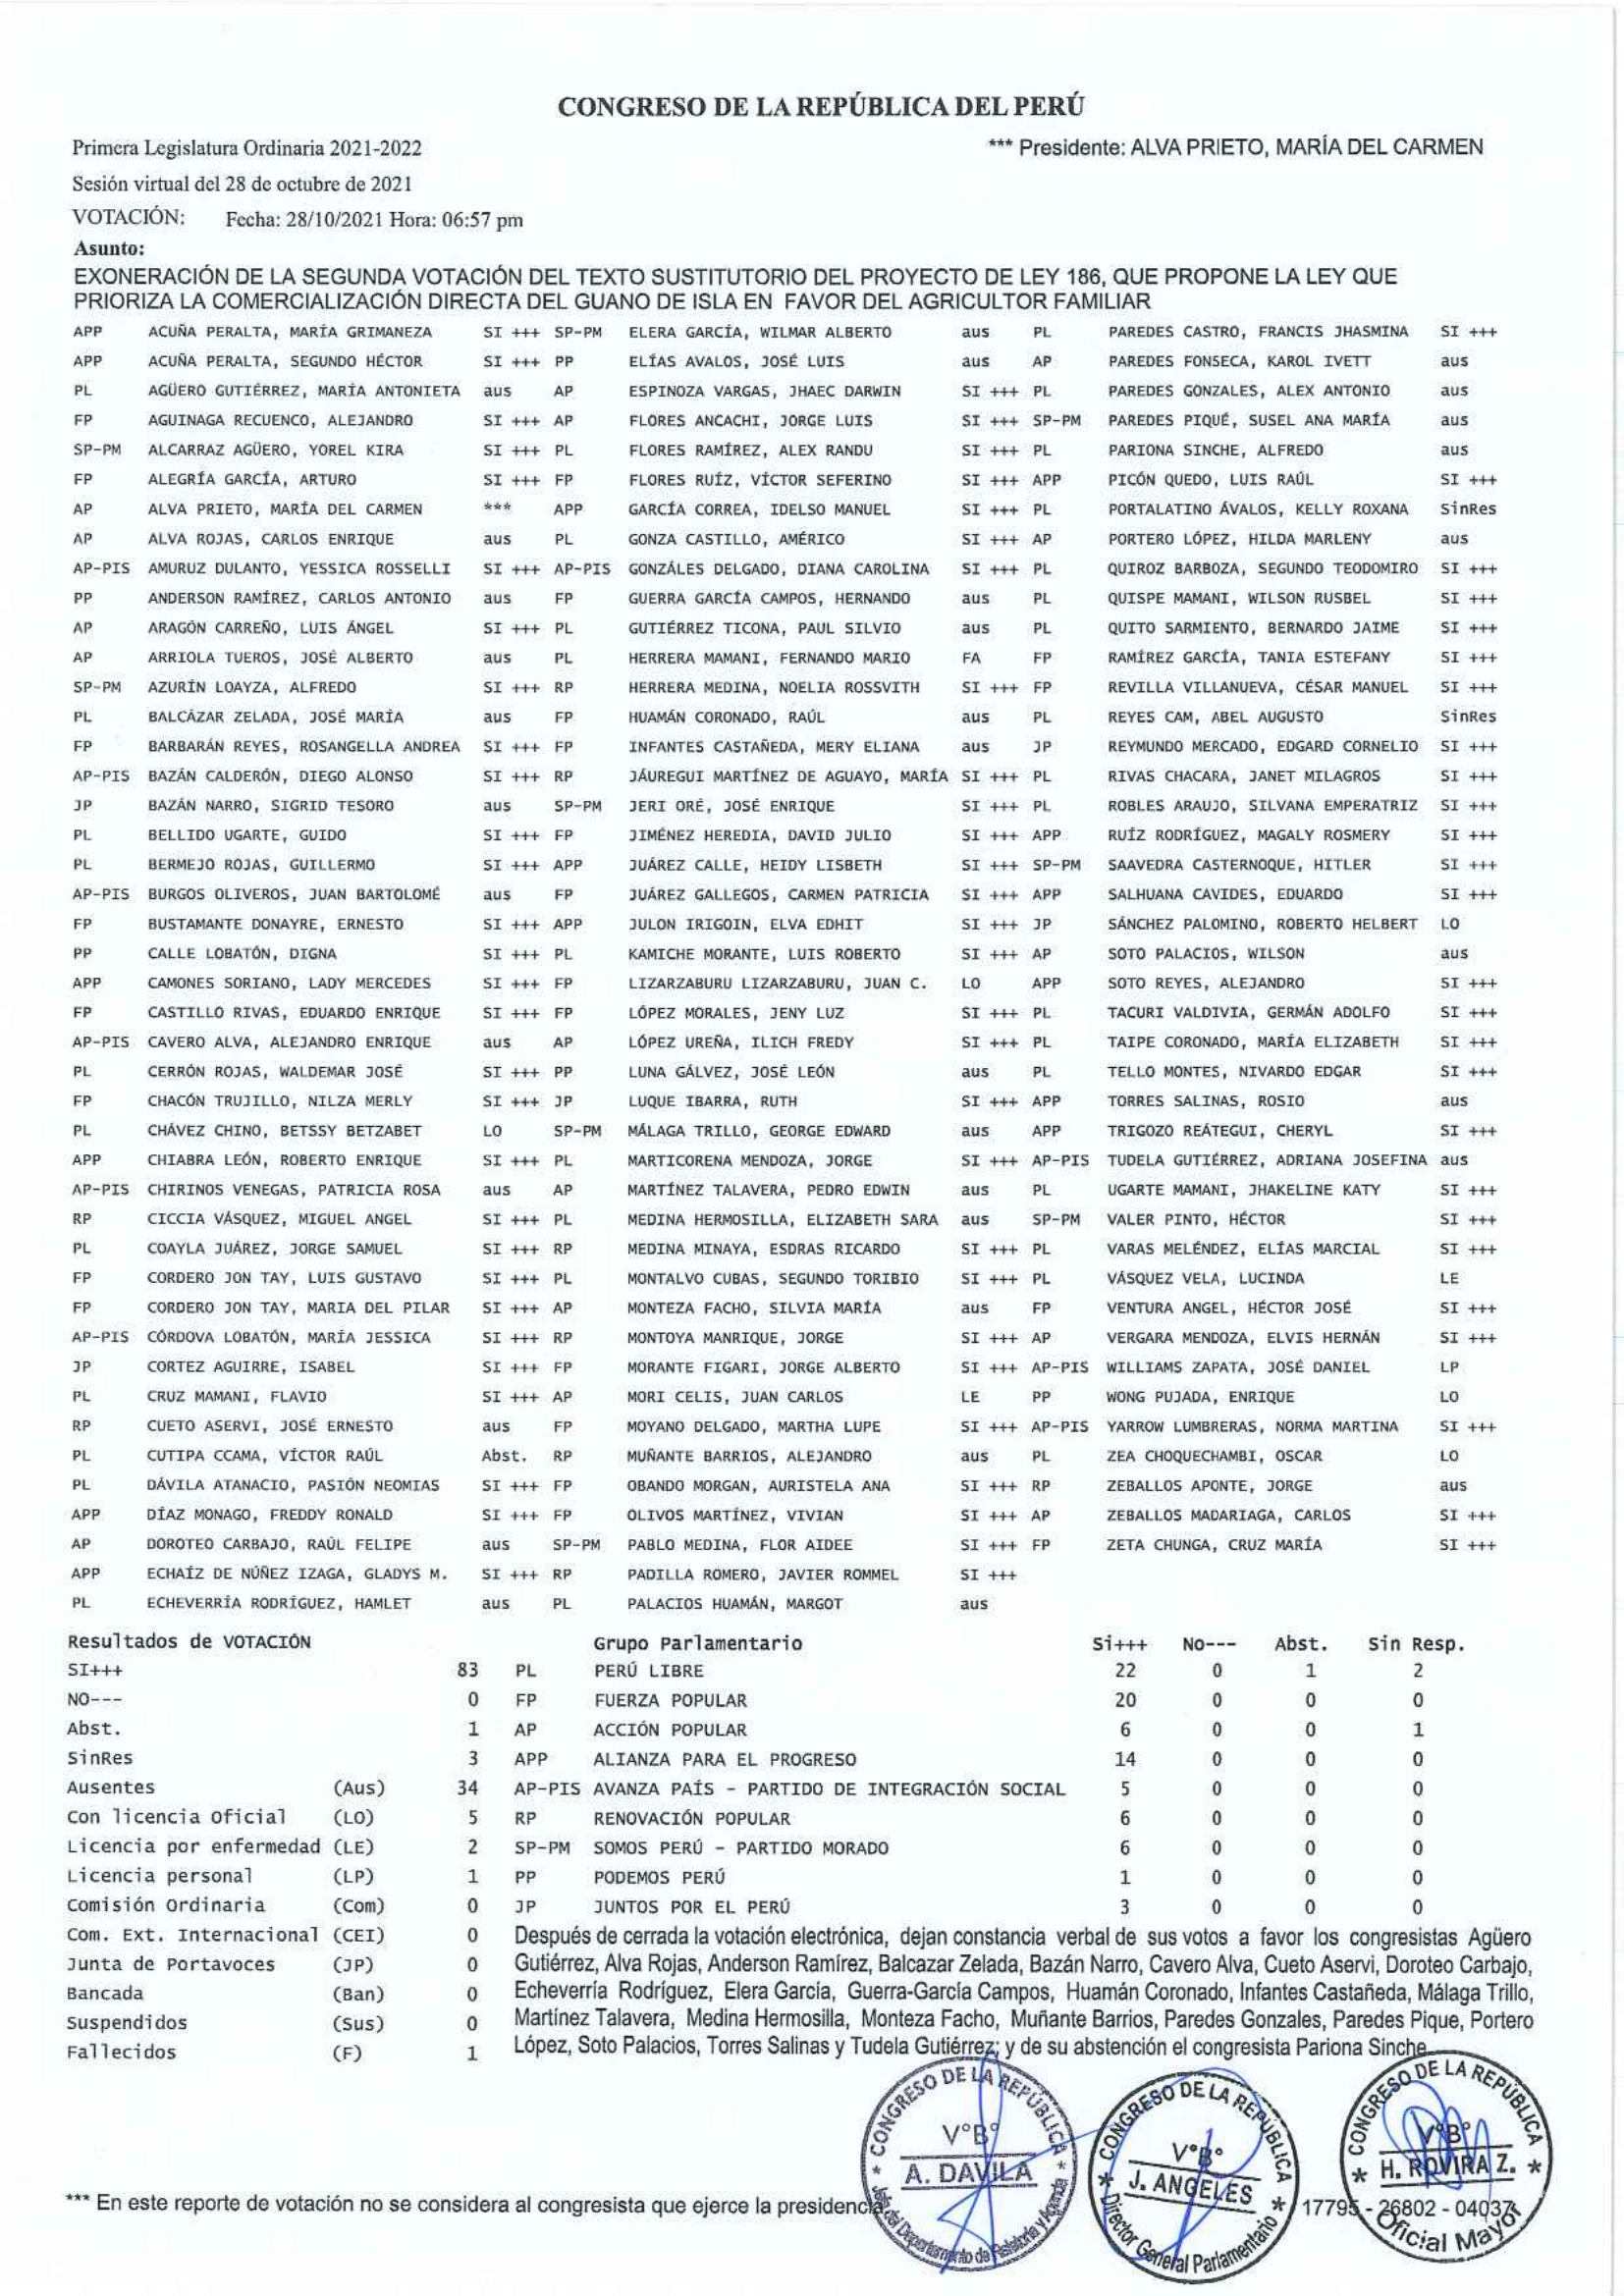 CONGRESO DE LA REPÚBLICA DEL PERÚ
Primera Legislatura Ordinaria 2021-2022 *** Presidente: ALVA PRIETO, MARÍA DEL CARMEN
Sesión virtual del 28 de octubre de 2021
VOTACIÓN: Fecha: 28/10/2021 Hora: 06:57 pm
Asunto:
EXONERACIÓN DE LA SEGUNDA VOTACIÓN DEL TEXTO SUSTITUTORIO DEL PROYECTO DE LEY 186, QUE PROPONE LA LEY QUE
PRIORIZA LA COMERCIALIZACIÓN DIRECTA DEL GUANO DE ISLA EN FAVOR DEL AGRICULTOR FAMILIAR
APP ACUÑA PERALTA, MARÍA GRIMANEZA SI +++ SP-PM ELERA GARCÍA, WILMAR ALBERTO aus PL PAREDES CASTRO, FRANCIS JHASMINA SI +++
APP ACUÑA PERALTA, SEGUNDO HÉCTOR SI +++ PP ELÍAS AVALOS, JOSÉ LUIS aus AP PAREDES FONSECA, KAROL IVETT aus
PL AGÜERO GUTIÉRREZ, MARÍA ANTONIETA aus AP ESPINOZA VARGAS, JHAEC DARWIN SI +++ PL PAREDES GONZALES, ALEX ANTONIO aus
FP AGUINAGA RECUENCO, ALEJANDRO SI +++ AP FLORES ANCACHI, JORGE LUIS SI +++ SP-PM PAREDES PIQUÉ, SUSEL ANA MARÍA aus
SP-PM ALCARRAZ AGÜERO, YOREL KIRA SI +++ PL FLORES RAMÍREZ, ALEX RANDU SI +++ PL PARIONA SINCHE, ALFREDO aus
FP ALEGRÍA GARCÍA, ARTURO SI +++ FP FLORES RUÍZ, VÍCTOR SEFERINO SI +++ APP PICÓN QUEDO, LUIS RAÚL SI +++
AP ALVA PRIETO, MARÍA DEL CARMEN *** APP GARCÍA CORREA, IDELSO MANUEL SI +++ PL PORTALATINO ÁVALOS, KELLY ROXANA SinRes
AP ALVA ROJAS, CARLOS ENRIQUE aus PL GONZA CASTILLO, AMÉRICO SI +++ AP PORTERO LÓPEZ, HILDA MARLENY aus
AP-PIS AMURUZ DULANTO, YESSICA ROSSELLI SI +++ AP-PIS GONZÁLES DELGADO, DIANA CAROLINA SI +++ PL QUIROZ BARBOZA, SEGUNDO TEODOMIRO SI +++
PP ANDERSON RAMÍREZ, CARLOS ANTONIO aus FP GUERRA GARCÍA CAMPOS, HERNANDO aus PL QUISPE MAMANI, WILSON RUSBEL SI +++
AP ARAGÓN CARREÑO, LUIS ÁNGEL SI +++ PL GUTIÉRREZ TICONA, PAUL SILVIO aus PL QUITO SARMIENTO, BERNARDO JAIME SI +++
AP ARRIOLA TUEROS, JOSÉ ALBERTO aus PL HERRERA MAMANI, FERNANDO MARIO FA FP RAMÍREZ GARCÍA, TANIA ESTEFANY SI +++
SP-PM AZURÍN LOAYZA, ALFREDO SI +++ RP HERRERA MEDINA, NOELIA ROSSVITH SI +++ FP REVILLA VILLANUEVA, CÉSAR MANUEL SI +++
PL BALCÁZAR ZELADA, JOSÉ MARÍA aus FP HUAMÁN CORONADO, RAÚL aus PL REYES CAM, ABEL AUGUSTO SinRes
FP BARBARÁN REYES, ROSANGELLA ANDREA SI +++ FP INFANTES CASTAÑEDA, MERY ELIANA aus JP REYMUNDO MERCADO, EDGARD CORNELIO SI +++
AP-PIS BAZÁN CALDERÓN, DIEGO ALONSO SI +++ RP JÁUREGUI MARTÍNEZ DE AGUAYO, MARÍA SI +++ PL RIVAS CHACARA, JANET MILAGROS SI +++
JP BAZÁN NARRO, SIGRID TESORO aus SP-PM JERI ORÉ, JOSÉ ENRIQUE SI +++ PL ROBLES ARAUJO, SILVANA EMPERATRIZ SI +++
PL BELLIDO UGARTE, GUIDO SI +++ FP JIMÉNEZ HEREDIA, DAVID JULIO SI +++ APP RUÍZ RODRÍGUEZ, MAGALY ROSMERY SI +++
PL BERMEJO ROJAS, GUILLERMO SI +++ APP JUÁREZ CALLE, HEIDY LISBETH SI +++ SP-PM SAAVEDRA CASTERNOQUE, HITLER SI +++
AP-PIS BURGOS OLIVEROS, JUAN BARTOLOMÉ aus FP JUÁREZ GALLEGOS, CARMEN PATRICIA SI +++ APP SALHUANA CAVIDES, EDUARDO SI +++
FP BUSTAMANTE DONAYRE, ERNESTO SI +++ APP JULON IRIGOIN, ELVA EDHIT SI +++ JP SÁNCHEZ PALOMINO, ROBERTO HELBERT LO
PP CALLE LOBATÓN, DIGNA SI +++ PL KAMICHE MORANTE, LUIS ROBERTO SI +++ AP SOTO PALACIOS, WILSON aus
APP CAMONES SORIANO, LADY MERCEDES SI +++ FP LIZARZABURU LIZARZABURU, JUAN C. LO APP SOTO REYES, ALEJANDRO SI +++
FP CASTILLO RIVAS, EDUARDO ENRIQUE SI +++ FP LÓPEZ MORALES, JENY LUZ SI +++ PL TACURI VALDIVIA, GERMÁN ADOLFO SI +++
AP-PIS CAVERO ALVA, ALEJANDRO ENRIQUE aus AP LÓPEZ UREÑA, ILICH FREDY SI +++ PL TAIPE CORONADO, MARÍA ELIZABETH SI +++
PL CERRÓN ROJAS, WALDEMAR JOSÉ SI +++ PP LUNA GÁLVEZ, JOSÉ LEÓN aus PL TELLO MONTES, NIVARDO EDGAR SI +++
FP CHACÓN TRUJILLO, NILZA MERLY SI +++ JP LUQUE IBARRA, RUTH SI +++ APP TORRES SALINAS, ROSIO aus
PL CHÁVEZ CHINO, BETSSY BETZABET LO SP-PM MÁLAGA TRILLO, GEORGE EDWARD aus APP TRIGOZO REÁTEGUI, CHERYL SI +++
APP CHIABRA LEÓN, ROBERTO ENRIQUE SI +++ PL MARTICORENA MENDOZA, JORGE SI +++ AP-PIS TUDELA GUTIÉRREZ, ADRIANA JOSEFINA aus
AP-PIS CHIRINOS VENEGAS, PATRICIA ROSA aus AP MARTÍNEZ TALAVERA, PEDRO EDWIN aus PL UGARTE MAMANI, JHAKELINE KATY SI +++
RP CICCIA VÁSQUEZ, MIGUEL ANGEL SI +++ PL MEDINA HERMOSILLA, ELIZABETH SARA aus SP-PM VALER PINTO, HÉCTOR SI +++
PL COAYLA JUÁREZ, JORGE SAMUEL SI +++ RP MEDINA MINAYA, ESDRAS RICARDO SI +++ PL VARAS MELÉNDEZ, ELÍAS MARCIAL SI +++
FP CORDERO JON TAY, LUIS GUSTAVO SI +++ PL MONTALVO CUBAS, SEGUNDO TORIBIO SI +++ PL VÁSQUEZ VELA, LUCINDA LE
FP CORDERO JON TAY, MARIA DEL PILAR SI +++ AP MONTEZA FACHO, SILVIA MARÍA aus FP VENTURA ANGEL, HÉCTOR JOSÉ SI +++
AP-PIS CÓRDOVA LOBATÓN, MARÍA JESSICA SI +++ RP MONTOYA MANRIQUE, JORGE SI +++ AP VERGARA MENDOZA, ELVIS HERNÁN SI +++
JP CORTEZ AGUIRRE, ISABEL SI +++ FP MORANTE FIGARI, JORGE ALBERTO SI +++ AP-PIS WILLIAMS ZAPATA, JOSÉ DANIEL LP
PL CRUZ MAMANI, FLAVIO SI +++ AP MORI CELIS, JUAN CARLOS LE PP WONG PUJADA, ENRIQUE LO
RP CUETO ASERVI, JOSÉ ERNESTO aus FP MOYANO DELGADO, MARTHA LUPE SI +++ AP-PIS YARROW LUMBRERAS, NORMA MARTINA SI +++
PL CUTIPA CCAMA, VÍCTOR RAÚL Abst. RP MUÑANTE BARRIOS, ALEJANDRO aus PL ZEA CHOQUECHAMBI, OSCAR LO
PL DÁVILA ATANACIO, PASIÓN NEOMIAS SI +++ FP OBANDO MORGAN, AURISTELA ANA SI +++ RP ZEBALLOS APONTE, JORGE aus
APP DÍAZ MONAGO, FREDDY RONALD SI +++ FP OLIVOS MARTÍNEZ, VIVIAN SI +++ AP ZEBALLOS MADARIAGA, CARLOS SI +++
AP DOROTEO CARBAJO, RAÚL FELIPE aus SP-PM PABLO MEDINA, FLOR AIDEE SI +++ FP ZETA CHUNGA, CRUZ MARÍA SI +++
APP ECHAÍZ DE NÚÑEZ IZAGA, GLADYS M. SI +++ RP PADILLA ROMERO, JAVIER ROMMEL SI +++
PL ECHEVERRÍA RODRÍGUEZ, HAMLET aus PL PALACIOS HUAMÁN, MARGOT aus
Resultados de VOTACIÓN Grupo Parlamentario Si+++ No--- Abst. Sin Resp.
SI+++ 83 PL PERÚ LIBRE 22 0 1 2
NO--- 0 FP FUERZA POPULAR 20 0 0 0
Abst. 1 AP ACCIÓN POPULAR 6 0 0 1
SinRes 3 APP ALIANZA PARA EL PROGRESO 14 0 0 0
Ausentes (Aus) 34 AP-PIS AVANZA PAÍS - PARTIDO DE INTEGRACIÓN SOCIAL 5 0 0 0
Con licencia Oficial (LO) 5 RP RENOVACIÓN POPULAR 6 0 0 0
Licencia por enfermedad (LE) 2 SP-PM SOMOS PERÚ - PARTIDO MORADO 6 0 0 0
Licencia personal (LP) 1 PP PODEMOS PERÚ 1 0 0 0
Comisión Ordinaria (Com) 0 JP JUNTOS POR EL PERÚ 3 0 0 0
Com. Ext. Internacional (CEI) 0 Después de cerrada la votación electrónica, dejan constancia verbal de sus votos a favor los congresistas Agüero
Junta de Portavoces (JP) 0 Gutiérrez, Alva Rojas, Anderson Ramírez, Balcazar Zelada, Bazán Narro, Cavero Alva, Cueto Aservi, Doroteo Carbajo,
Bancada (Ban) 0 Echeverría Rodríguez, Elera García, Guerra-García Campos, Huamán Coronado, Infantes Castañeda, Málaga Trillo,
Suspendidos (Sus) 0 Martínez Talavera, Medina Hermosilla, Monteza Facho, Muñante Barrios, Paredes Gonzales, Paredes Pique, Portero
Fallecidos (F) 1 López, Soto Palacios, Torres Salinas y Tudela Gutiérrez; y de su abstención el congresista Pariona Sinche
* CONGRESO DE LA REPÚBLICA *
V°B°
A. DAVILA
Jefe del Departamento de Relatoría y Agenda
* CONGRESO DE LA REPÚBLICA *
V°B°
J. ANGELES
Director General Parlamentario
* CONGRESO DE LA REPÚBLICA *
V°B°
H. ROVIRA Z.
Oficial Mayor
*** En este reporte de votación no se considera al congresista que ejerce la presidencia 17795 - 26802 - 04037